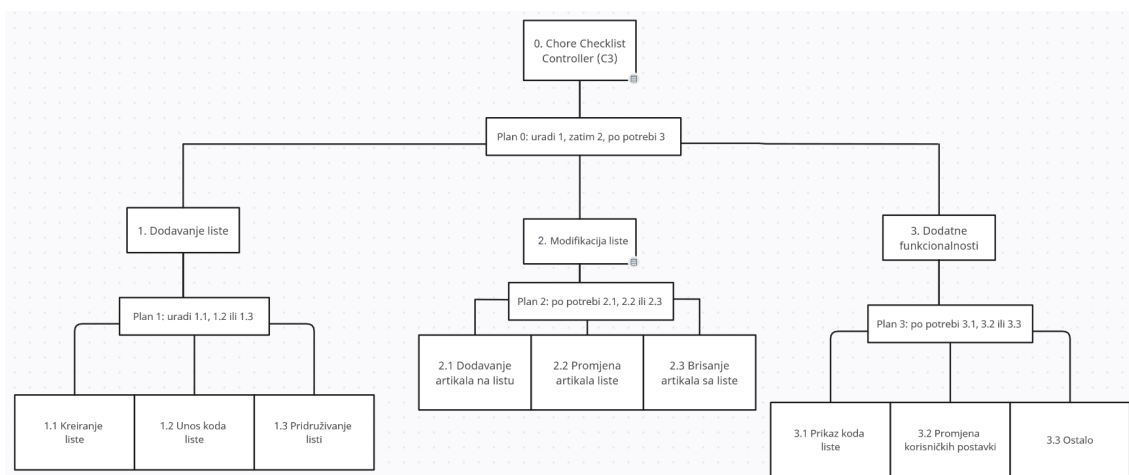 0. Chore Checklist
Controller (C3)
Plan 0: uradi 1, zatim 2, po potrebi 3
1. Dodavanje liste
2. Modifikacija liste
3. Dodatne
funkcionalnosti
Plan 1: uradi 1.1, 1.2 ili 1.3
Plan 2: po potrebi 2.1, 2.2 ili 2.3
Plan 3: po potrebi 3.1, 3.2 ili 3.3
1.1 Kreiranje
liste
1.2 Unos koda
liste
1.3 Pridruživanje
listi
2.1 Dodavanje
artikala na listu
2.2 Promjena
artikala liste
2.3 Brisanje
artikala sa liste
3.1 Prikaz koda
liste
3.2 Promjena
korisničkih postavki
3.3 Ostalo